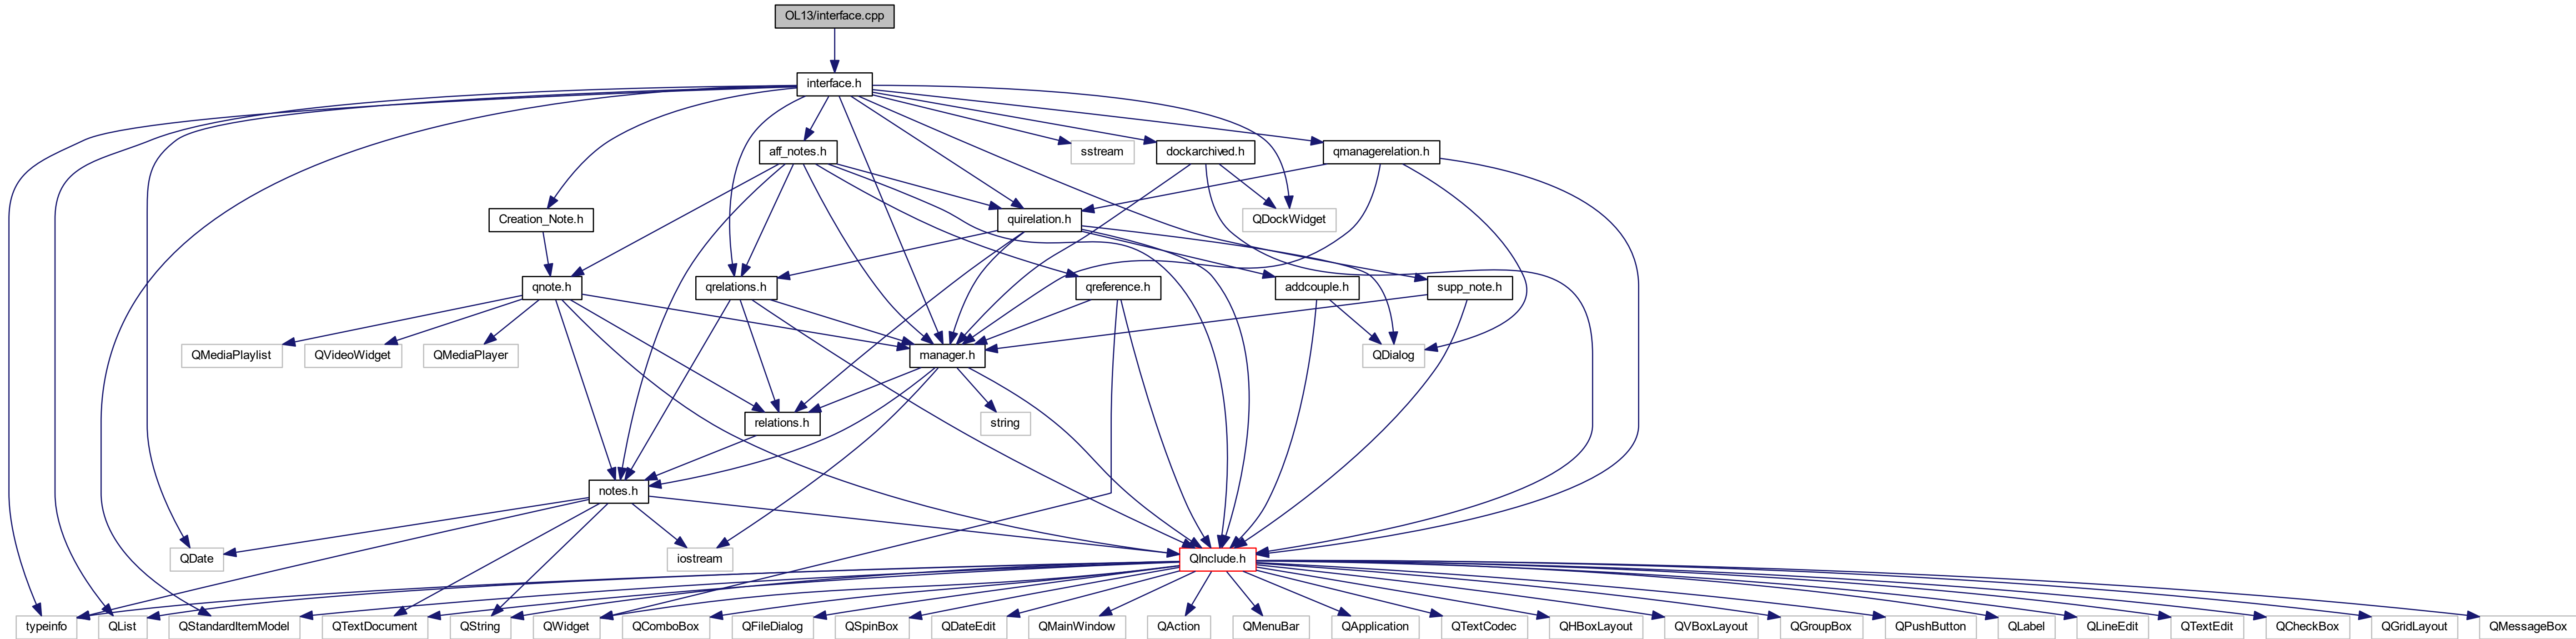 OL13/interface.cpp
interface.h
aff_notes.h
sstream
dockarchived.h
qmanagerelation.h
Creation_Note.h
quirelation.h
QDockWidget
qnote.h
qrelations.h
qreference.h
addcouple.h
supp_note.h
QMediaPlaylist
QVideoWidget
QMediaPlayer
manager.h
QDialog
relations.h
string
notes.h
QDate
iostream
QInclude.h
typeinfo
QList
QStandardItemModel
QTextDocument
QString
QWidget
QComboBox
QFileDialog
QSpinBox
QDateEdit
QMainWindow
QAction
QMenuBar
QApplication
QTextCodec
QHBoxLayout
QVBoxLayout
QGroupBox
QPushButton
QLabel
QLineEdit
QTextEdit
QCheckBox
QGridLayout
QMessageBox